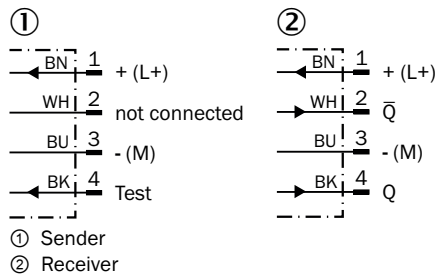 ① ②
BN 1 + (L+) BN 1 + (L+)
WH 2 not connected WH 2 Q̅
BU 3 - (M) BU 3 - (M)
BK 4 Test BK 4 Q
① Sender
② Receiver